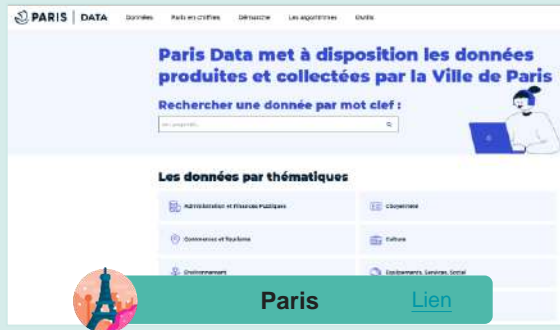 PARIS | DATA Données Paris en chiffres Démarche Les algorithmes Outils
Paris Data met à disposition les données
produites et collectées par la Ville de Paris
Rechercher une donnée par mot clef :
Les données par thématiques
Administration et Finances Publiques Citoyenneté
Commerces et Tourisme Culture
Environnement Equipements, Services, Social
Paris Lien